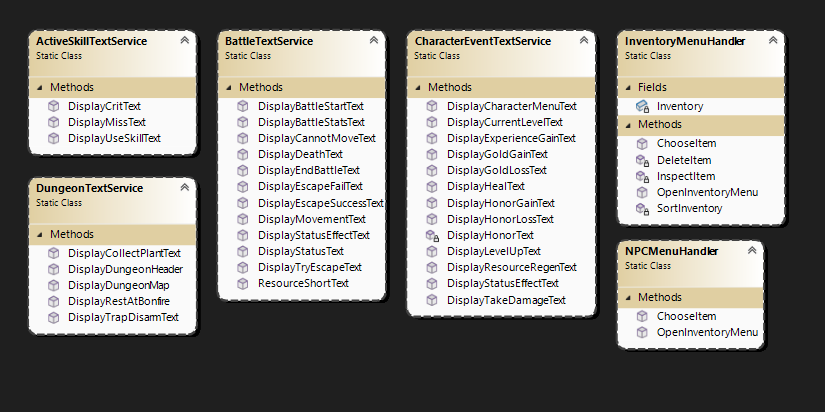 ActiveSkillTextService
Static Class
Methods
DisplayCritText
DisplayMissText
DisplayUseSkillText
DungeonTextService
Static Class
Methods
DisplayCollectPlantText
DisplayDungeonHeader
DisplayDungeonMap
DisplayRestAtBonfire
DisplayTrapDisarmText
BattleTextService
Static Class
Methods
DisplayBattleStartText
DisplayBattleStatsText
DisplayCannotMoveText
DisplayDeathText
DisplayEndBattleText
DisplayEscapeFailText
DisplayEscapeSuccessText
DisplayMovementText
DisplayStatusEffectText
DisplayStatusText
DisplayTryEscapeText
ResourceShortText
CharacterEventTextService
Static Class
Methods
DisplayCharacterMenuText
DisplayCurrentLevelText
DisplayExperienceGainText
DisplayGoldGainText
DisplayGoldLossText
DisplayHealText
DisplayHonorGainText
DisplayHonorLossText
DisplayHonorText
DisplayLevelUpText
DisplayResourceRegenText
DisplayStatusEffectText
DisplayTakeDamageText
InventoryMenuHandler
Static Class
Fields
Inventory
Methods
ChooseItem
DeleteItem
InspectItem
OpenInventoryMenu
SortInventory
NPCMenuHandler
Static Class
Methods
ChooseItem
OpenInventoryMenu